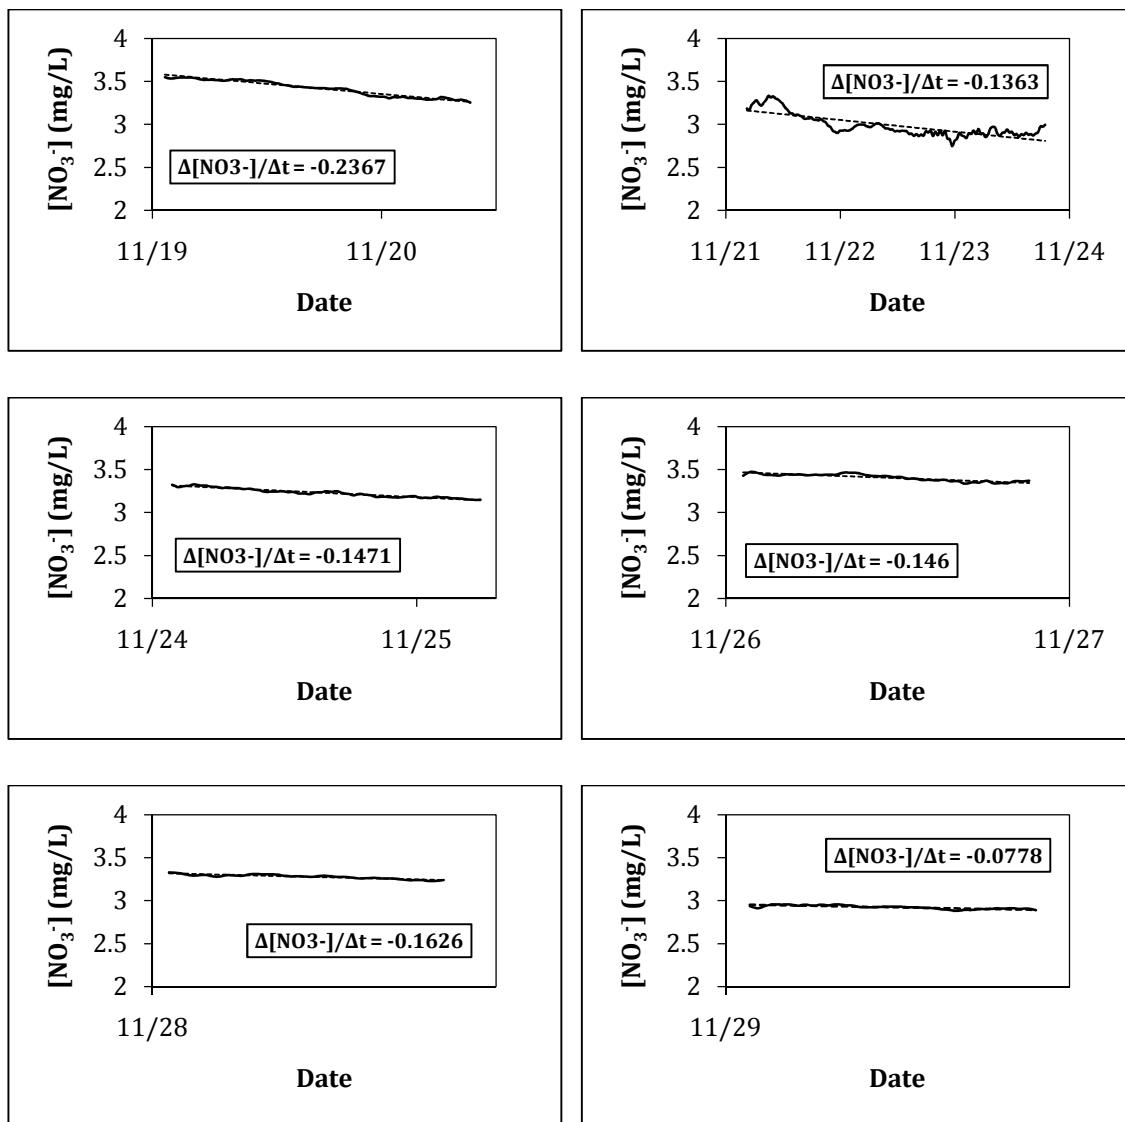 [NO₃⁻] (mg/L)
4
3.5
3
2.5
2
Δ[NO3-]/Δt = -0.2367
11/19 11/20
Date
[NO₃⁻] (mg/L)
4
3.5
3
2.5
2
Δ[NO3-]/Δt = -0.1363
11/21 11/22 11/23 11/24
Date
[NO₃⁻] (mg/L)
4
3.5
3
2.5
2
Δ[NO3-]/Δt = -0.1471
11/24 11/25
Date
[NO₃⁻] (mg/L)
4
3.5
3
2.5
2
Δ[NO3-]/Δt = -0.146
11/26 11/27
Date
[NO₃⁻] (mg/L)
4
3.5
3
2.5
2
Δ[NO3-]/Δt = -0.1626
11/28
Date
[NO₃⁻] (mg/L)
4
3.5
3
2.5
2
Δ[NO3-]/Δt = -0.0778
11/29
Date